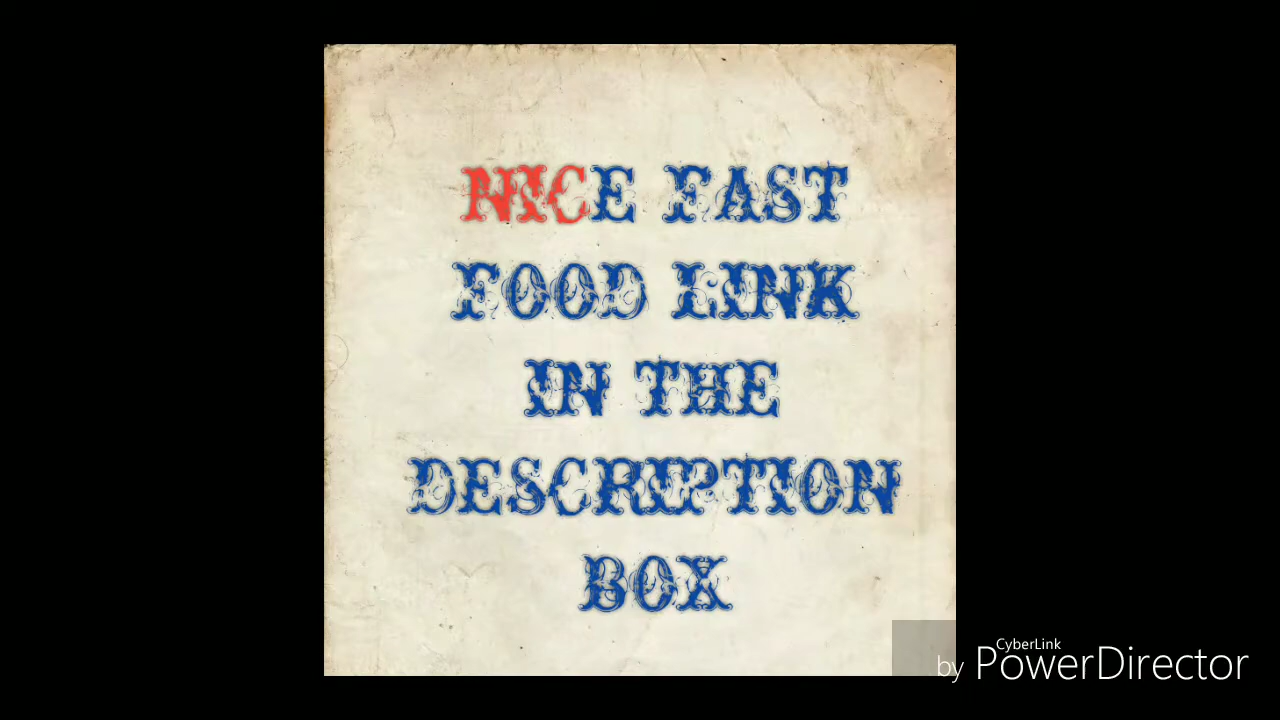 NICE FAST
FOOD LINK
IN THE
DESCRIPTION
BOX
CyberLink
by PowerDirector